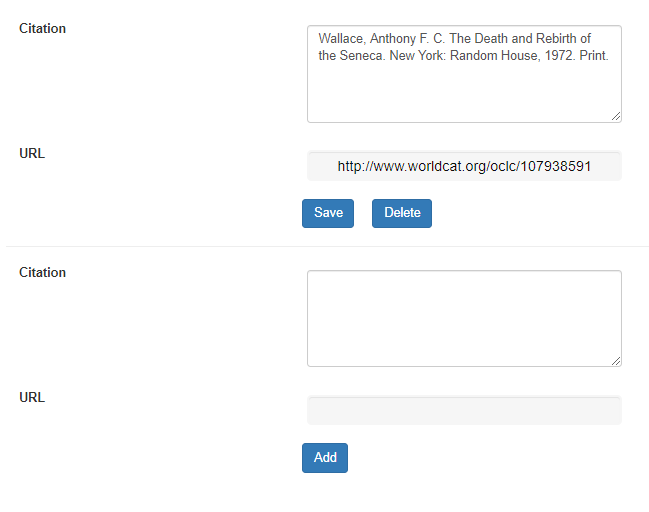 Citation
Wallace, Anthony F. C. The Death and Rebirth of
the Seneca. New York: Random House, 1972. Print.
URL
http://www.worldcat.org/oclc/107938591
Save
Delete
Citation
URL
Add